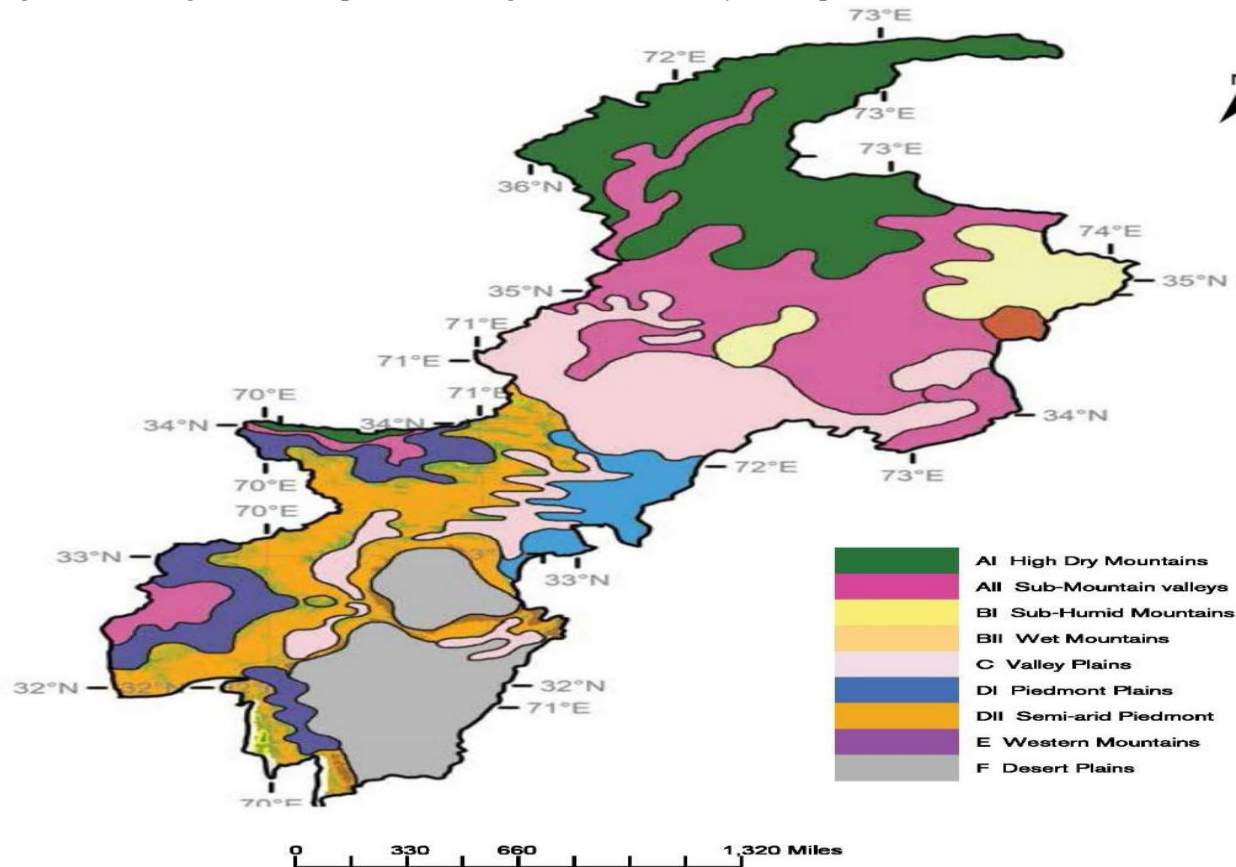 73°E
72°E
73°E
73°E
36°N
74°E
35°N
35°N
71°E
71°E
70°E
71°E
34°N
34°N
34°N
72°E
73°E
70°E
70°E
33°N
33°N
32°N
32°N
32°N
71°E
70°E
AI High Dry Mountains
AII Sub-Mountain valleys
BI Sub-Humid Mountains
BII Wet Mountains
C Valley Plains
DI Piedmont Plains
DII Semi-arid Piedmont
E Western Mountains
F Desert Plains
0 330 660 1,320 Miles